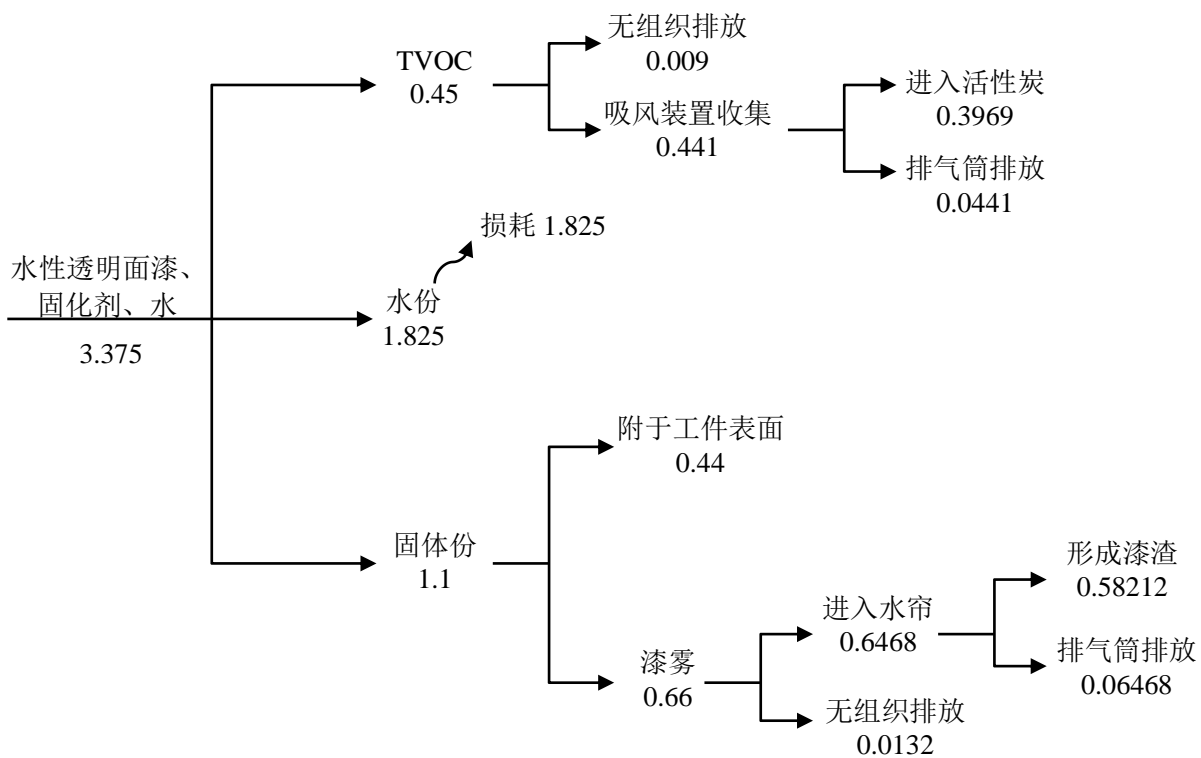 无组织排放
0.009
TVOC
0.45
进入活性炭
0.3969
吸风装置收集
0.441
排气筒排放
0.0441
损耗 1.825
水性透明面漆、
固化剂、水
3.375
水份
1.825
附于工件表面
0.44
固体份
1.1
形成漆渣
0.58212
进入水帘
0.6468
漆雾
0.66
排气筒排放
0.06468
无组织排放
0.0132